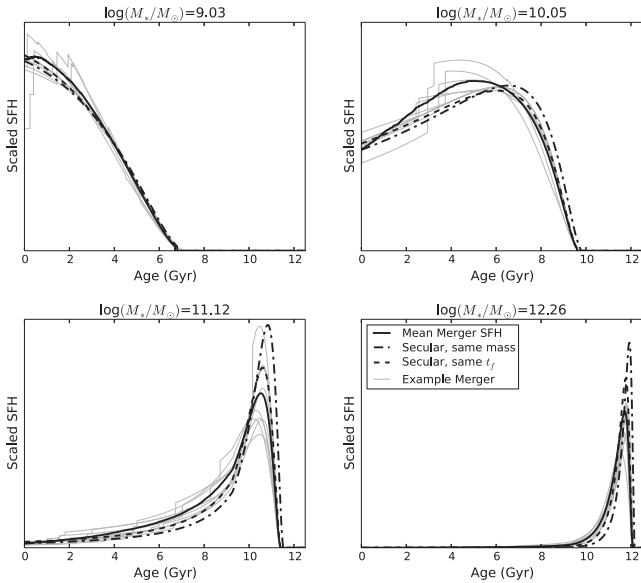 log(M*/M⊙)=9.03
Scaled SFH
0 2 4 6 8 10 12
Age (Gyr)
log(M*/M⊙)=10.05
Scaled SFH
0 2 4 6 8 10 12
Age (Gyr)
log(M*/M⊙)=11.12
Scaled SFH
0 2 4 6 8 10 12
Age (Gyr)
log(M*/M⊙)=12.26
Mean Merger SFH
Secular, same mass
Secular, same t_f
Example Merger
Scaled SFH
0 2 4 6 8 10 12
Age (Gyr)